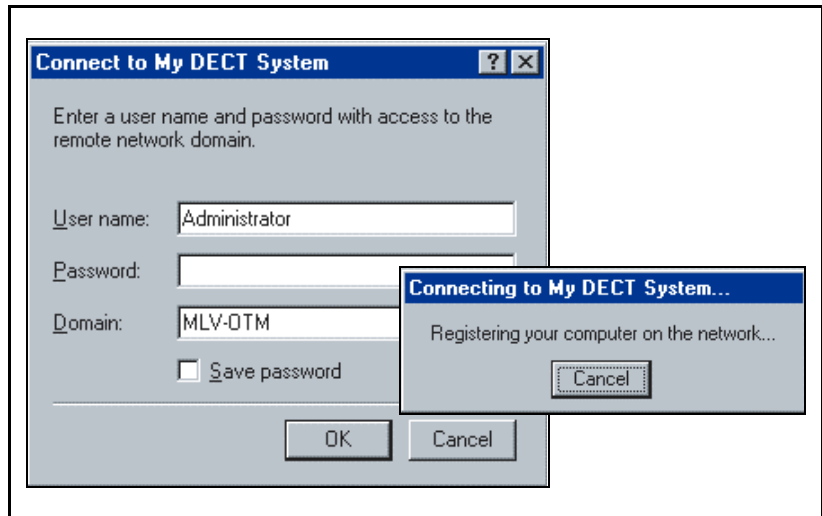 Connect to My DECT System
Enter a user name and password with access to the
remote network domain.
User name: Administrator
Password:
Domain: MLV-OTM
Save password
OK Cancel
Connecting to My DECT System...
Registering your computer on the network...
Cancel